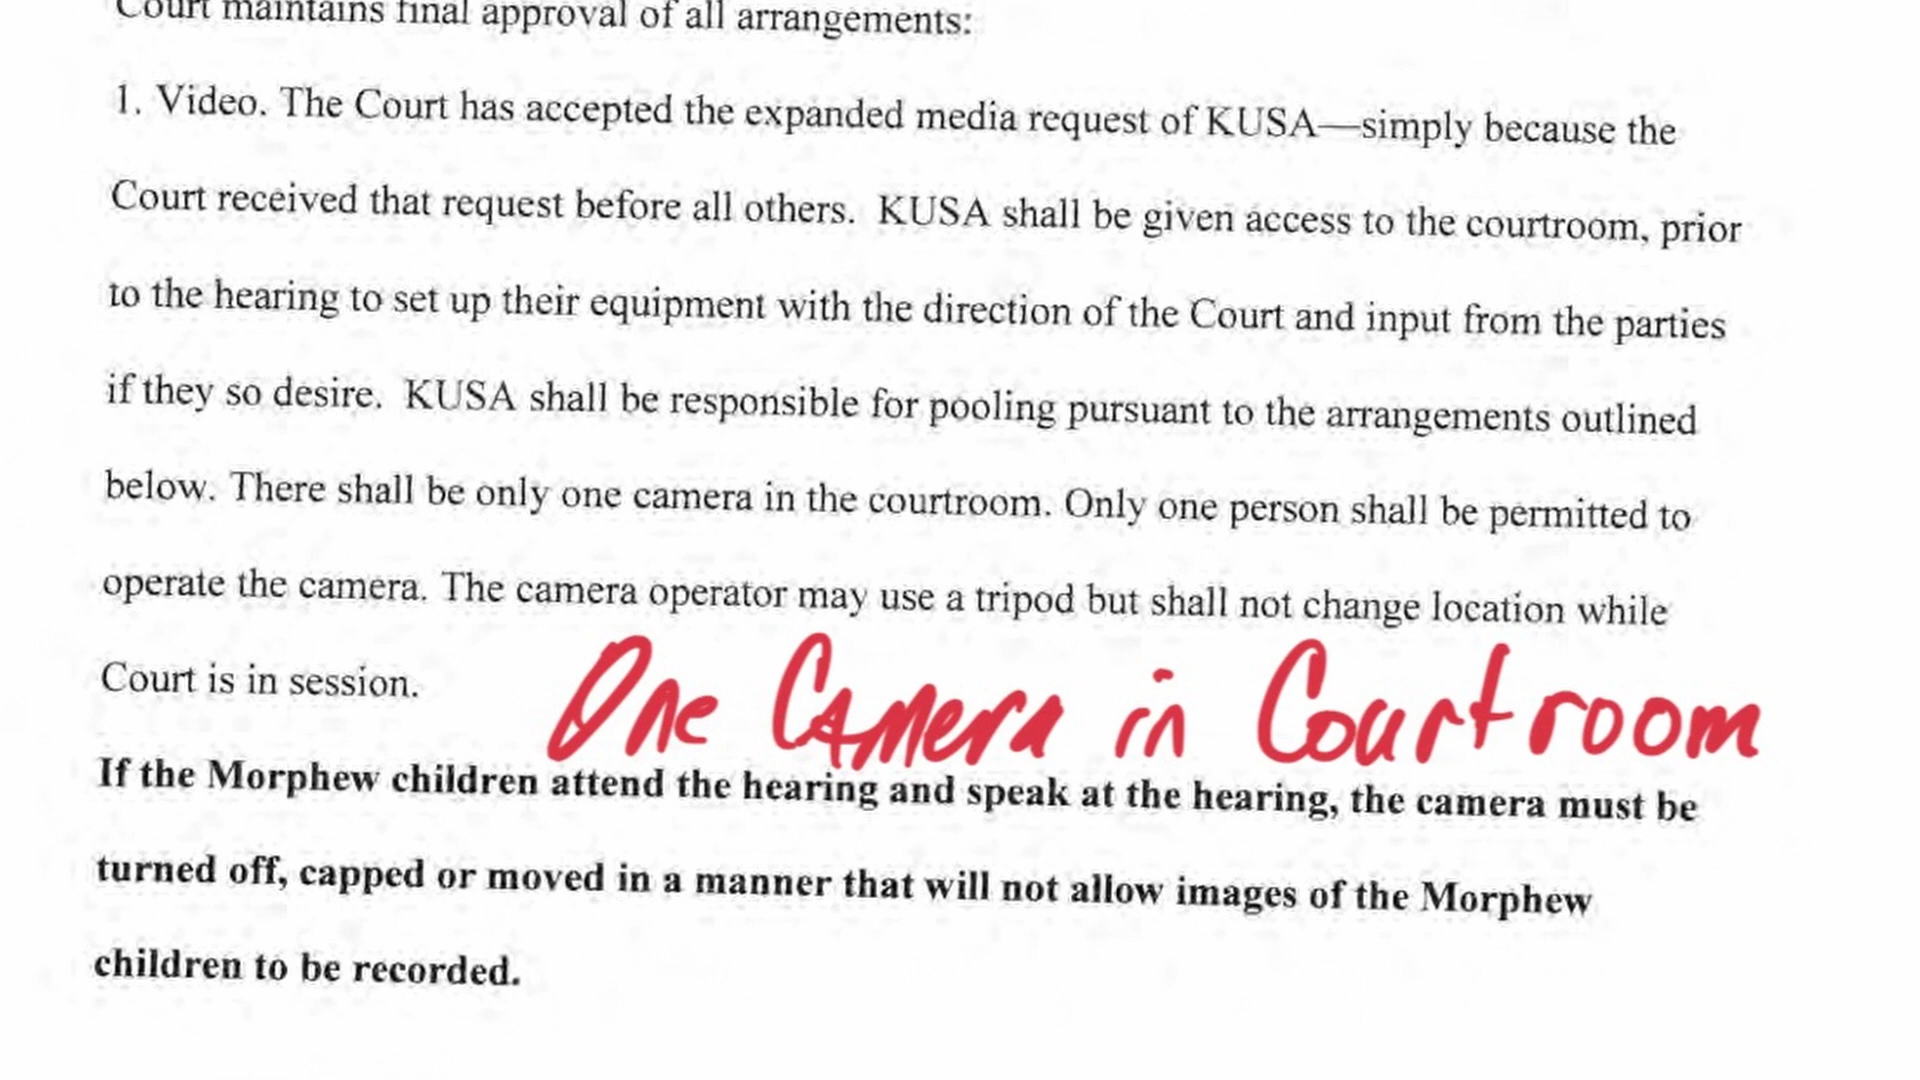 Court maintains final approval of all arrangements:
1. Video. The Court has accepted the expanded media request of KUSA—simply because the
Court received that request before all others.  KUSA shall be given access to the courtroom, prior
to the hearing to set up their equipment with the direction of the Court and input from the parties
if they so desire.  KUSA shall be responsible for pooling pursuant to the arrangements outlined
below. There shall be only one camera in the courtroom. Only one person shall be permitted to
operate the camera. The camera operator may use a tripod but shall not change location while
Court is in session.
One Camera in Courtroom
If the Morphew children attend the hearing and speak at the hearing, the camera must be
turned off, capped or moved in a manner that will not allow images of the Morphew
children to be recorded.